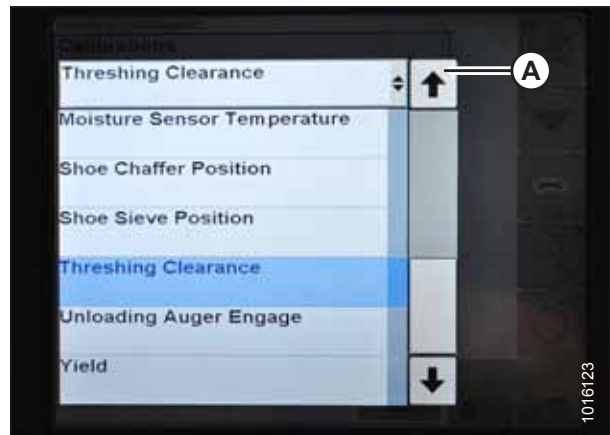 Calibrations
Threshing Clearance
A
Moisture Sensor Temperature
Shoe Chaffer Position
Shoe Sieve Position
Threshing Clearance
Unloading Auger Engage
Yield
1016123